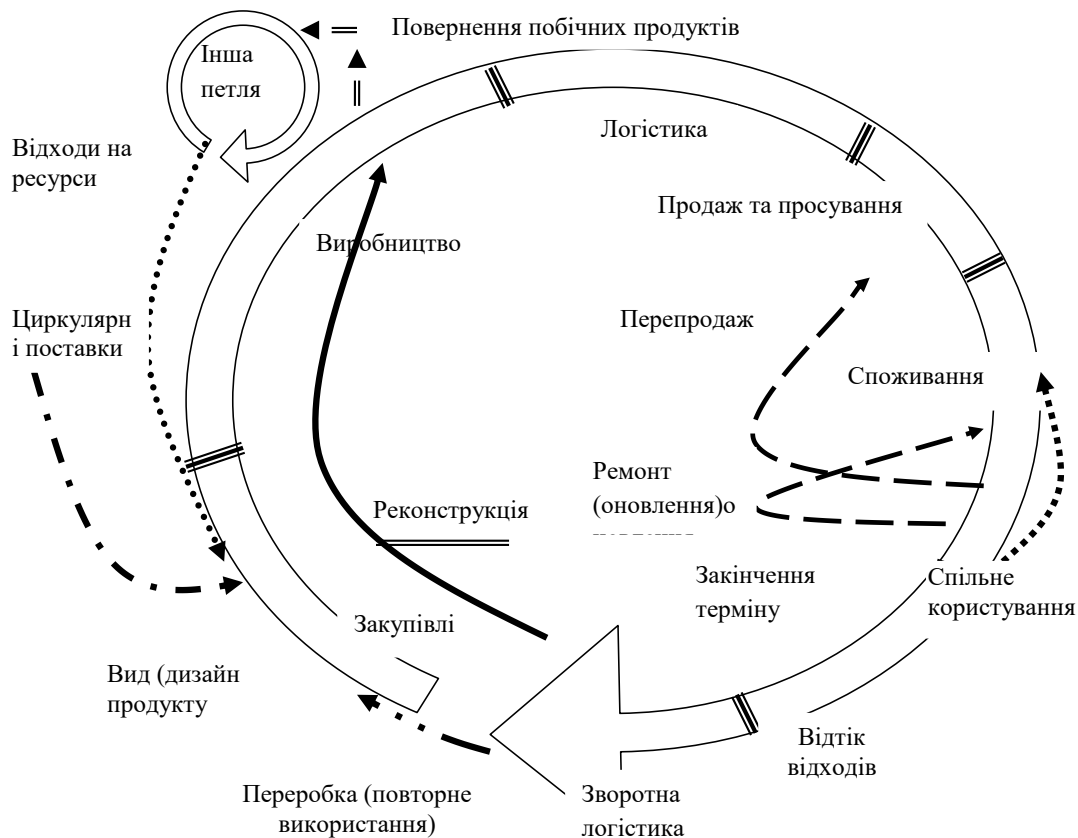 Повернення побічних продуктів
Інша
петля
Логістика
Відходи на
ресурси
Продаж та просування
Виробництво
Циркулярн
і поставки
Перепродаж
Споживання
Ремонт
(оновлення)о
Реконструкція
Закінчення
терміну
Спільне
користування
Закупівлі
Вид (дизайн
продукту
Відтік
відходів
Переробка (повторне
використання)
Зворотна
логістика